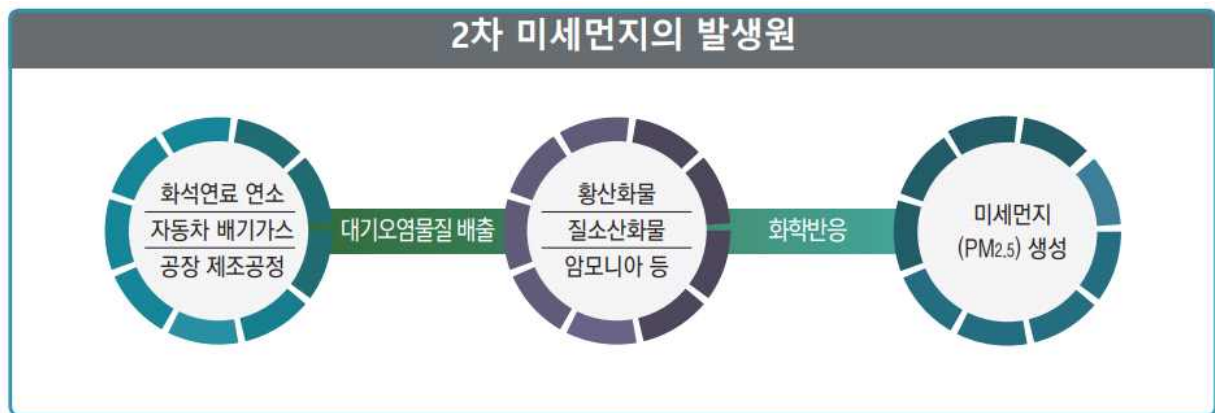 2차 미세먼지의 발생원
화석연료 연소
자동차 배기가스
공장 제조공정
대기오염물질 배출
황산화물
질소산화물
암모니아 등
화학반응
미세먼지
(PM2.5) 생성